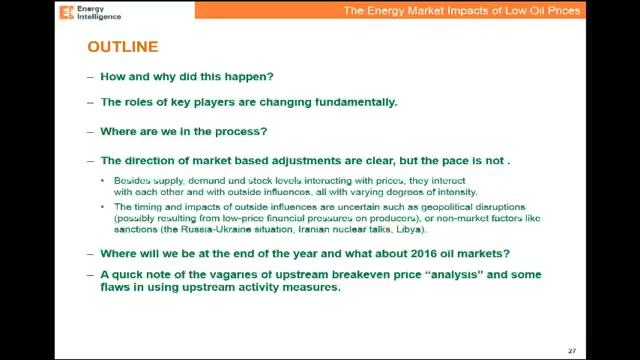 Energy
Intelligence
The Energy Market Impacts of Low Oil Prices
OUTLINE
– How and why did this happen?
– The roles of key players are changing fundamentally.
– Where are we in the process?
– The direction of market based adjustments are clear, but the pace is not .
• Besides supply, demand and stock levels interacting with prices, they interact
with each other and with outside influences, all with varying degrees of intensity.
• The timing and impacts of outside influences are uncertain such as geopolitical disruptions
(possibly resulting from low-price financial pressures on producers), or non-market factors like
sanctions (the Russia-Ukraine situation, Iranian nuclear talks, Libya).
– Where will we be at the end of the year and what about 2016 oil markets?
– A quick note of the vagaries of upstream breakeven price “analysis” and some
flaws in using upstream activity measures.
27